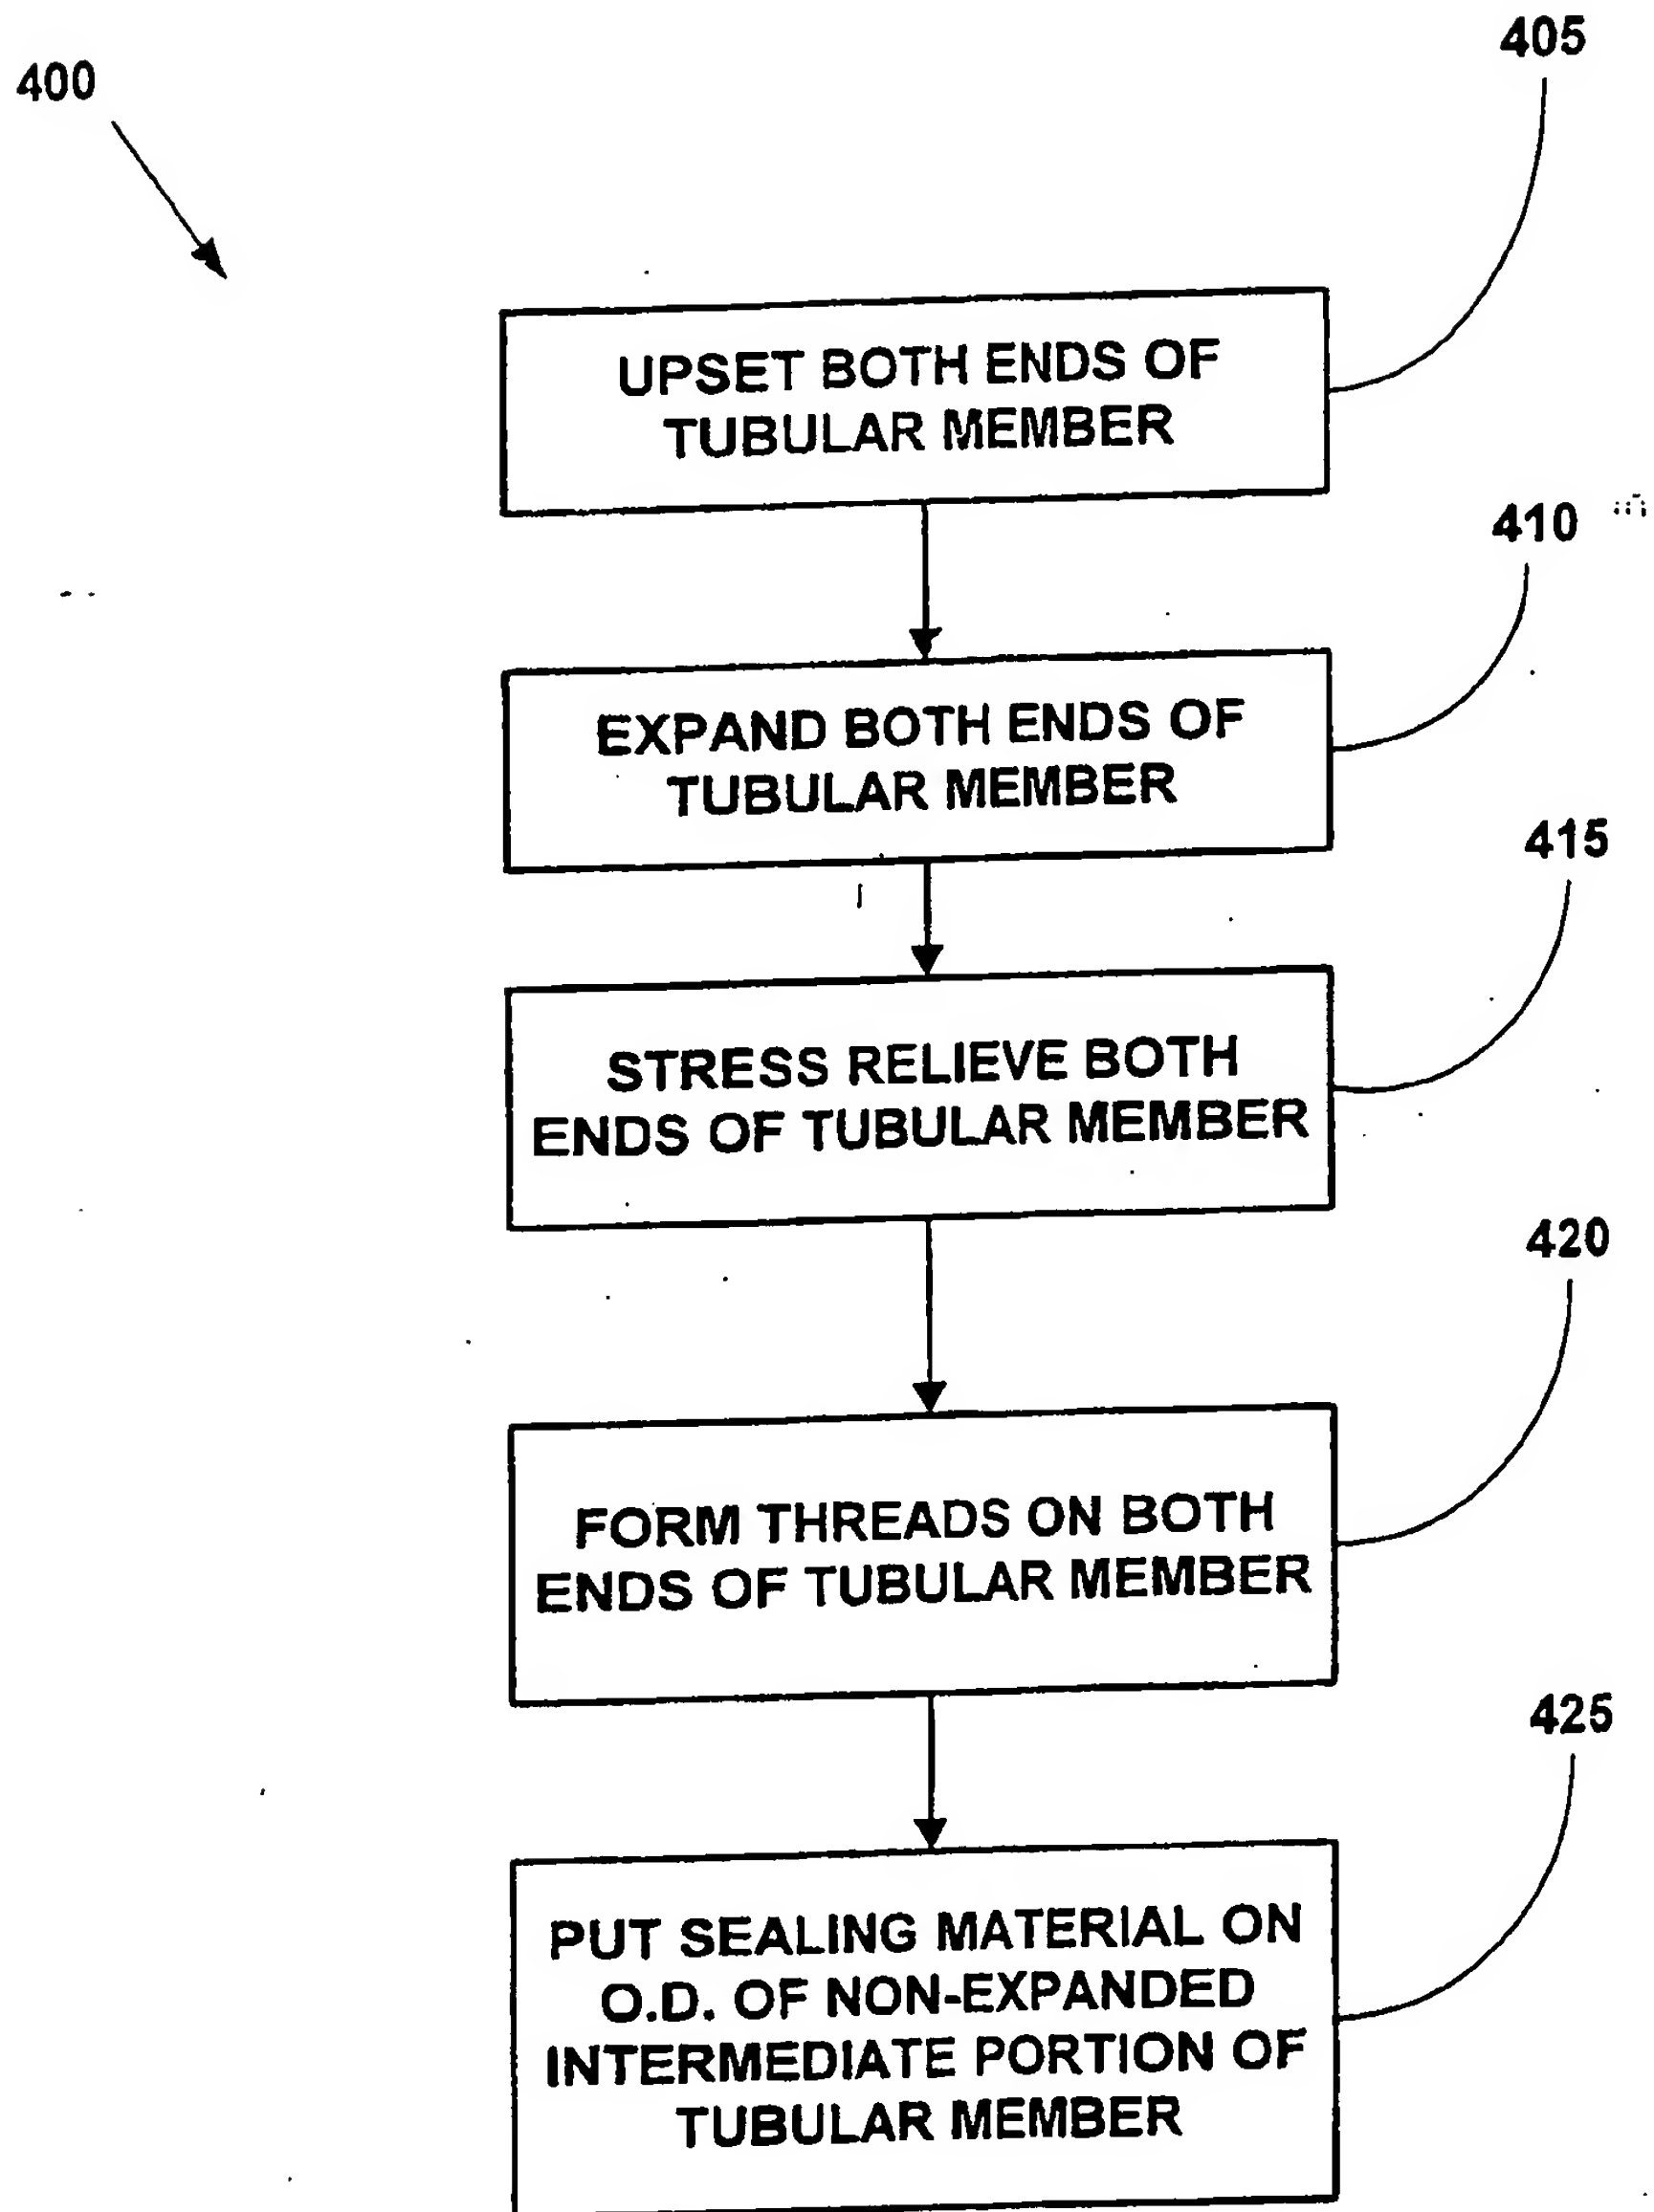 400
405
UPSET BOTH ENDS OF
TUBULAR MEMBER
410
EXPAND BOTH ENDS OF
TUBULAR MEMBER
415
STRESS RELIEVE BOTH
ENDS OF TUBULAR MEMBER
420
FORM THREADS ON BOTH
ENDS OF TUBULAR MEMBER
425
PUT SEALING MATERIAL ON
O.D. OF NON-EXPANDED
INTERMEDIATE PORTION OF
TUBULAR MEMBER